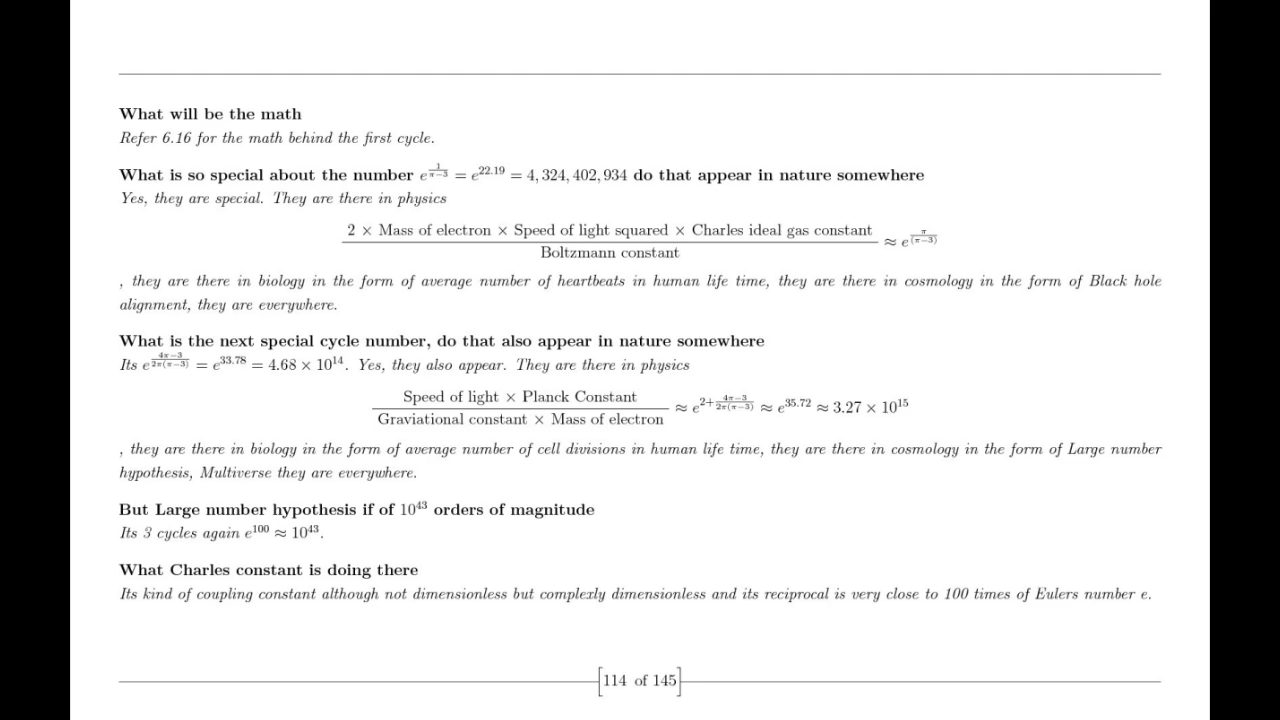 What will be the math
Refer 6.16 for the math behind the first cycle.
What is so special about the number e^{\frac{1}{π−3}} = e^{22.19} = 4,324,402,934 do that appear in nature somewhere
Yes, they are special. They are there in physics
\frac{2 × Mass of electron × Speed of light squared × Charles ideal gas constant}{Boltzmann constant} ≈ e^{\frac{π}{(π−3)}}
, they are there in biology in the form of average number of heartbeats in human life time, they are there in cosmology in the form of Black hole
alignment, they are everywhere.
What is the next special cycle number, do that also appear in nature somewhere
Its e^{\frac{4π−3}{2π(π−3)}} = e^{33.78} = 4.68 × 10^{14}. Yes, they also appear. They are there in physics
\frac{Speed of light × Planck Constant}{Graviational constant × Mass of electron} ≈ e^{2+\frac{4π−3}{2π(π−3)}} ≈ e^{35.72} ≈ 3.27 × 10^{15}
, they are there in biology in the form of average number of cell divisions in human life time, they are there in cosmology in the form of Large number
hypothesis, Multiverse they are everywhere.
But Large number hypothesis if of 10^{43} orders of magnitude
Its 3 cycles again e^{100} ≈ 10^{43}.
What Charles constant is doing there
Its kind of coupling constant although not dimensionless but complexly dimensionless and its reciprocal is very close to 100 times of Eulers number e.
[114 of 145]